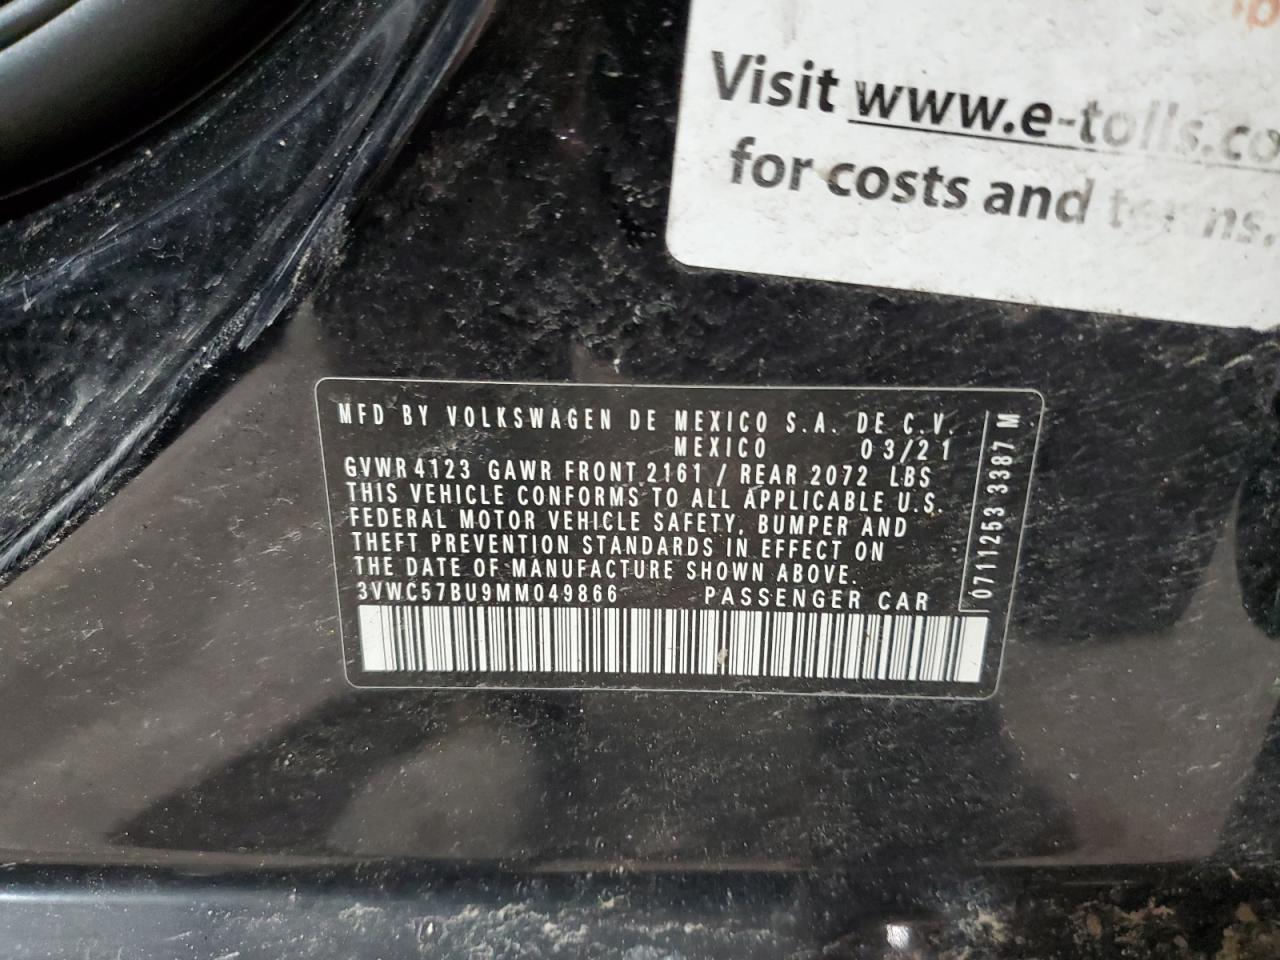 Visit www.e-tolls.co
for costs and terms.
MFD BY VOLKSWAGEN DE MEXICO S.A. DE C.V.
MEXICO 03/21
GVWR 4123 GAWR FRONT 2161 / REAR 2072 LBS
THIS VEHICLE CONFORMS TO ALL APPLICABLE U.S.
FEDERAL MOTOR VEHICLE SAFETY, BUMPER AND
THEFT PREVENTION STANDARDS IN EFFECT ON
THE DATE OF MANUFACTURE SHOWN ABOVE.
3VWC57BU9MM049866 PASSENGER CAR
0711253 3387 M